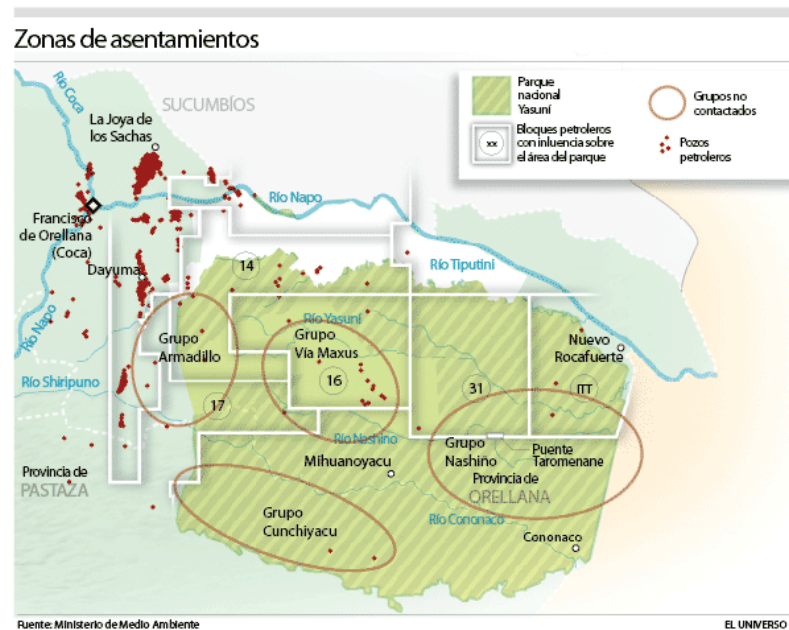 Zonas de asentamientos
Parque
nacional
Yasuní
Grupos no
contactados
xx
Bloques petroleros
con inluencia sobre
el área del parque
Pozos
petroleros
Río Coca
SUCUMBÍOS
La Joya de
los Sachas
Río Napo
Francisco
de Orellana
(Coca)
Dayuma
14
Río Tiputini
Río Napo
Río Yasuní
Grupo
Armadillo
Grupo
Vía Maxus
Nuevo
Rocafuerte
Río Shiripuno
16
31
ITT
17
Río Nashino
Grupo
Nashiño
Puente
Taromenane
Mihuanoyacu
Provincia de
ORELLANA
Provincia de
PASTAZA
Grupo
Cunchiyacu
Río Cononaco
Cononaco
Fuente: Ministerio de Medio Ambiente
EL UNIVERSO